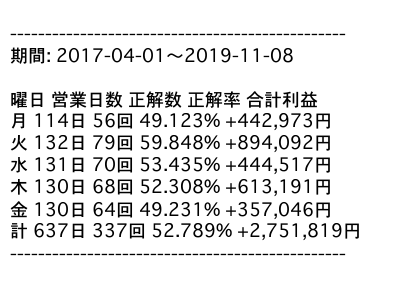 ------------------------------------------------
期間: 2017-04-01～2019-11-08
曜日 営業日数 正解数 正解率 合計利益
月 114日 56回 49.123% +442,973円
火 132日 79回 59.848% +894,092円
水 131日 70回 53.435% +444,517円
木 130日 68回 52.308% +613,191円
金 130日 64回 49.231% +357,046円
計 637日 337回 52.789% +2,751,819円
------------------------------------------------